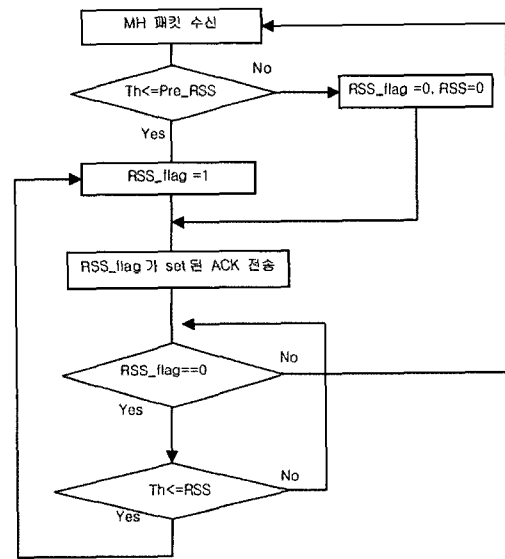 MH 패킷 수신
Th<=Pre_RSS
No
RSS_flag =0, RSS=0
Yes
RSS_flag =1
RSS_flag가 set된 ACK 전송
RSS_flag==0
No
Yes
Th<=RSS
No
Yes